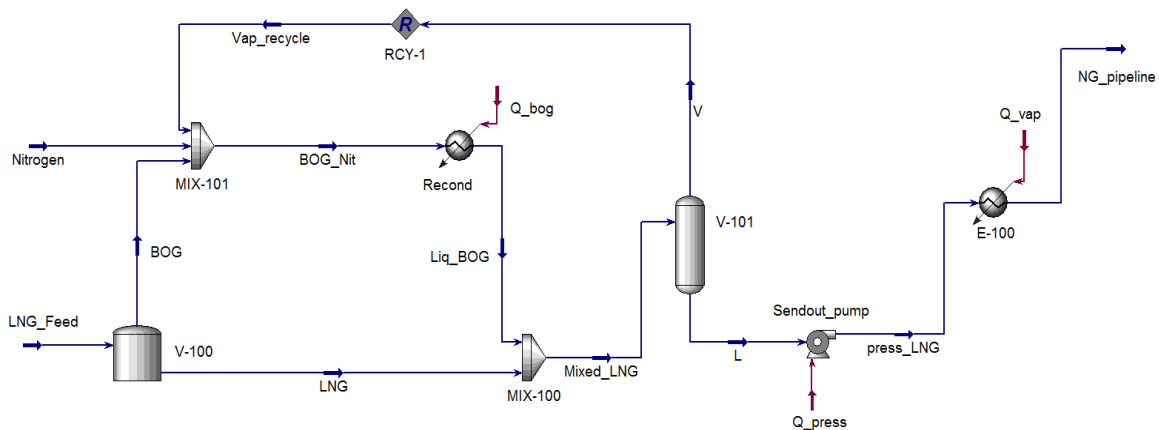 R
Vap_recycle
RCY-1
NG_pipeline
Q_bog
V
Q_vap
Nitrogen
BOG_Nit
MIX-101
Recond
V-101
E-100
BOG
Liq_BOG
LNG_Feed
V-100
Sendout_pump
LNG
Mixed_LNG
L
press_LNG
MIX-100
Q_press